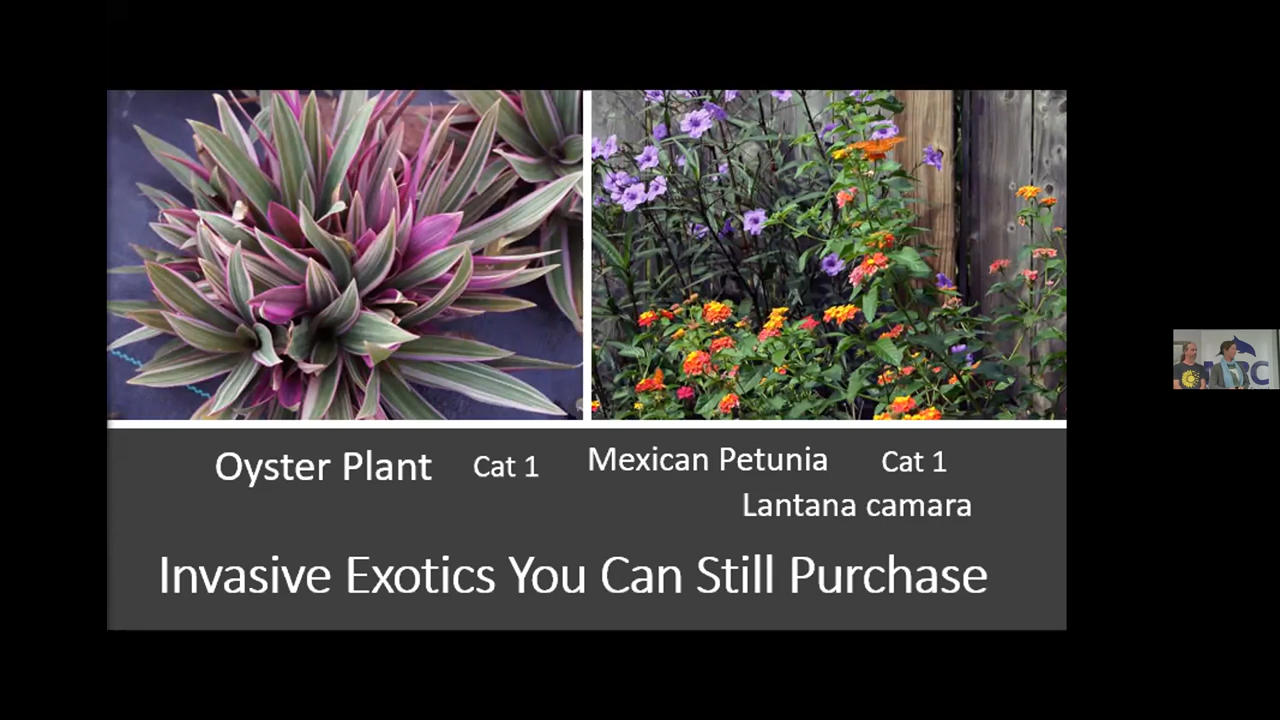 Oyster Plant Cat 1
Mexican Petunia Cat 1
Lantana camara
Invasive Exotics You Can Still Purchase